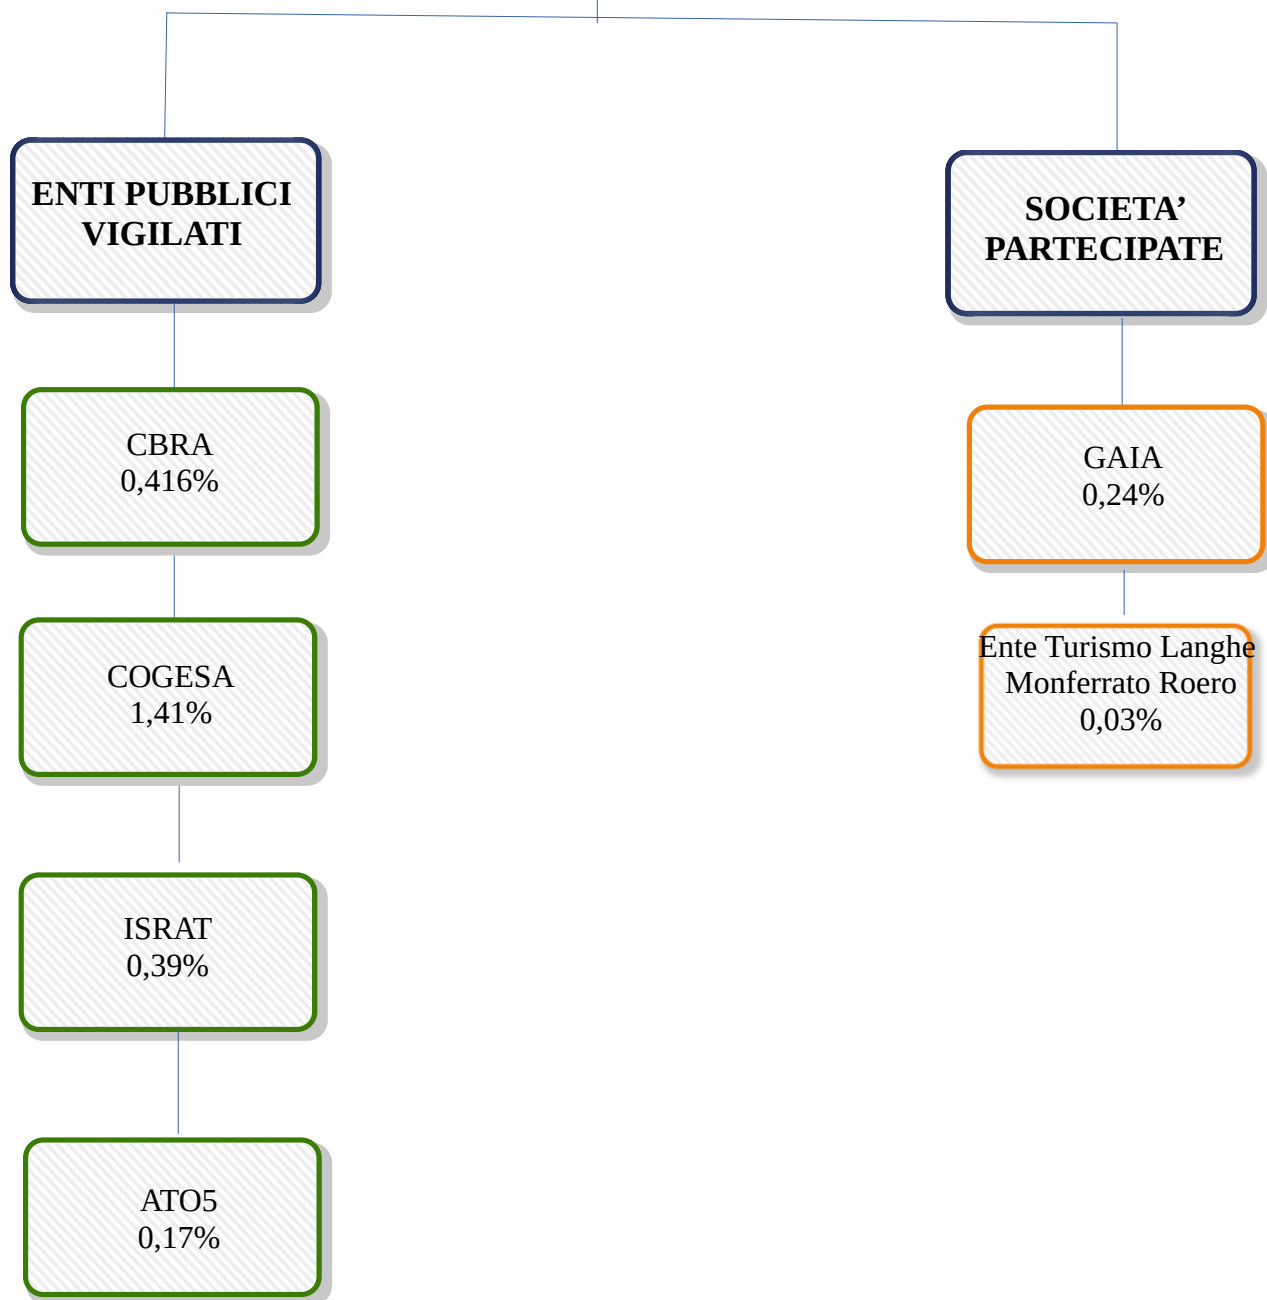 ENTI PUBBLICI
VIGILATI
CBRA
0,416%
COGESA
1,41%
ISRAT
0,39%
ATO5
0,17%
SOCIETA’
PARTECIPATE
GAIA
0,24%
Ente Turismo Langhe
Monferrato Roero
0,03%